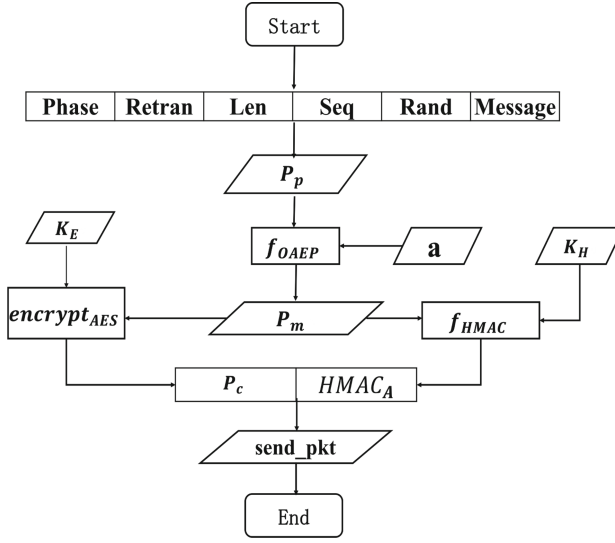 Start
Phase Retran Len Seq Rand Message
P_p
K_E
f_OAEP
a
K_H
encrypt_AES
P_m
f_HMAC
P_c
HMAC_A
send_pkt
End